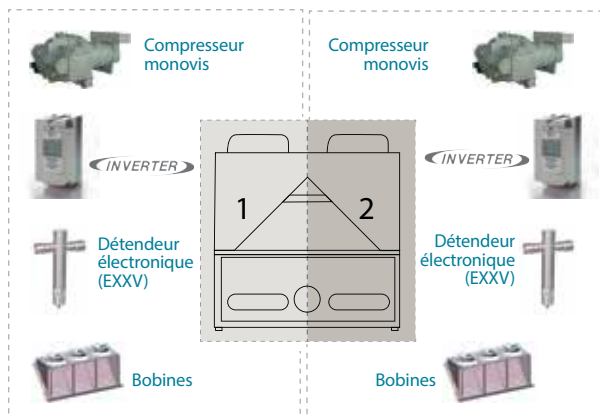 Compresseur
monovis
INVERTER
Détendeur
électronique
(EXXV)
Bobines
1
2
Compresseur
monovis
INVERTER
Détendeur
électronique
(EXXV)
Bobines